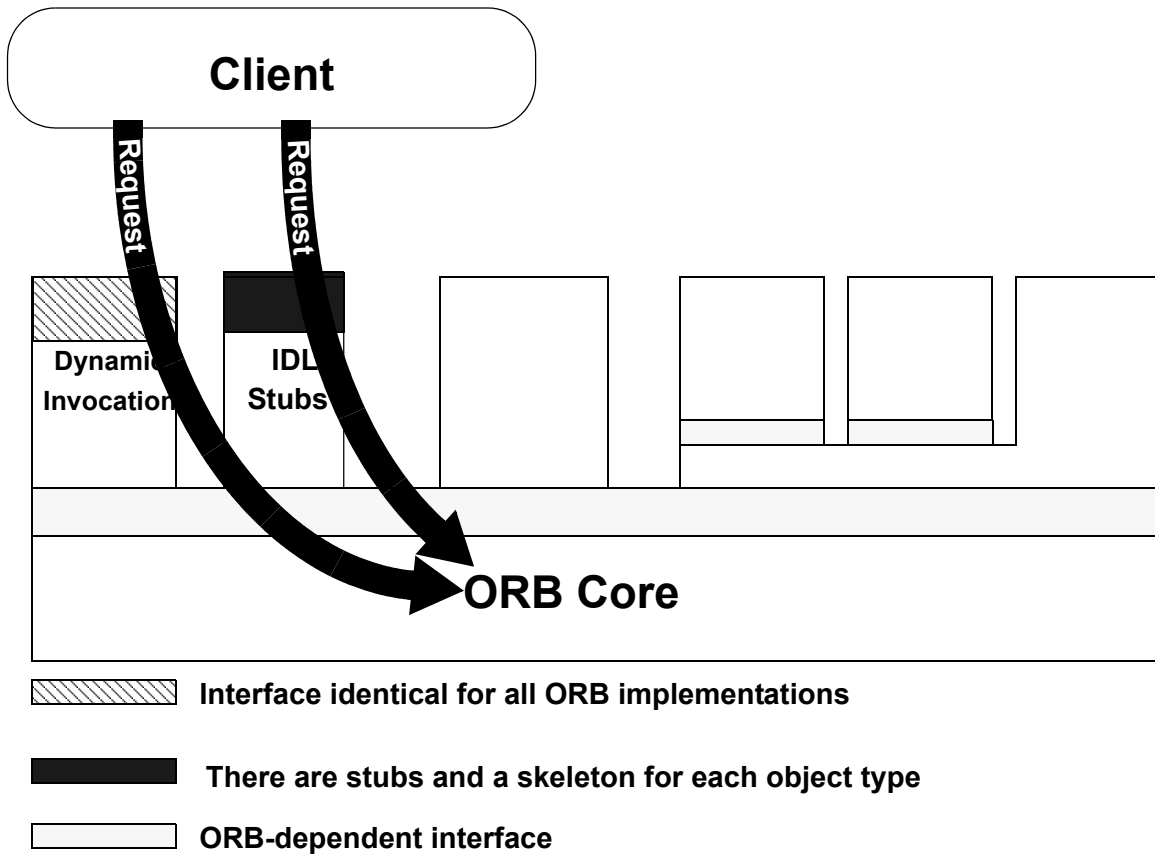 Client
Request
Request
Dynamic
Invocation
IDL
Stubs
ORB Core
Interface identical for all ORB implementations
There are stubs and a skeleton for each object type
ORB-dependent interface